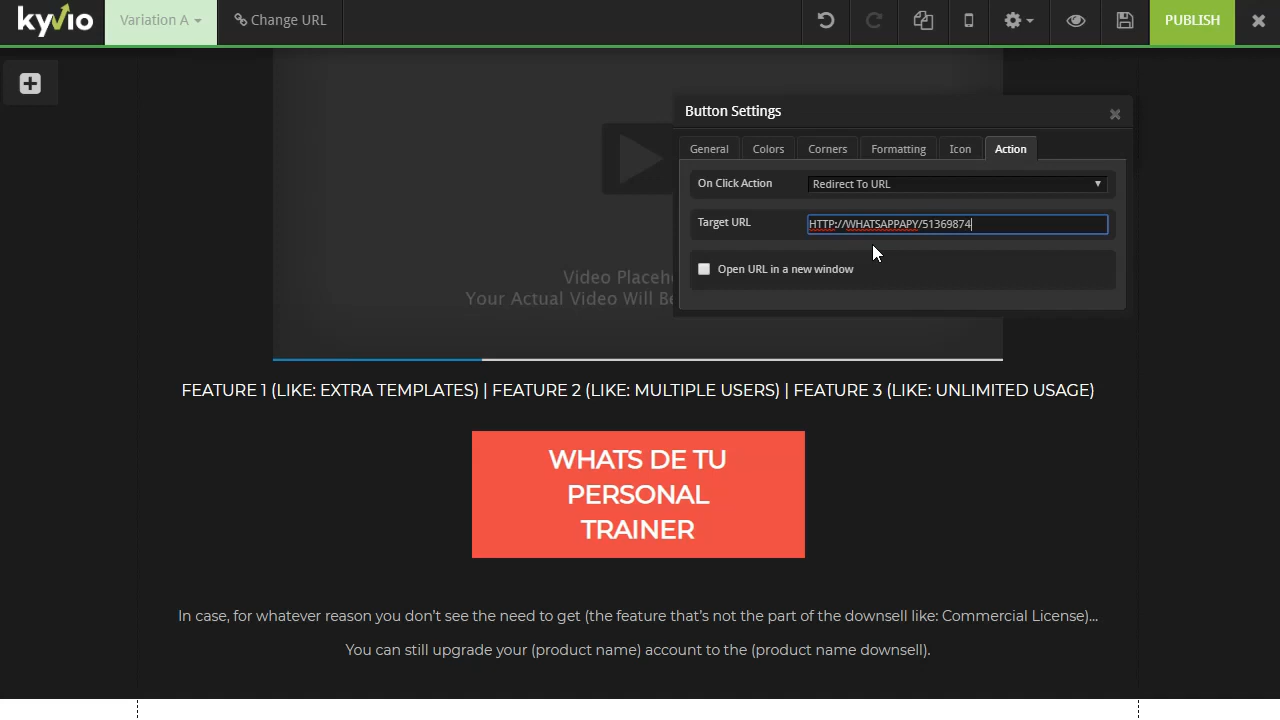 kyvio
Variation A
Change URL
PUBLISH
Button Settings
General
Colors
Corners
Formatting
Icon
Action
On Click Action
Redirect To URL
Target URL
HTTP://WHATSAPPAPY/51369874
Open URL in a new window
Video Placeh
Your Actual Video Will Be
FEATURE 1 (LIKE: EXTRA TEMPLATES) | FEATURE 2 (LIKE: MULTIPLE USERS) | FEATURE 3 (LIKE: UNLIMITED USAGE)
WHATS DE TU
PERSONAL
TRAINER
In case, for whatever reason you don't see the need to get (the feature that's not the part of the downsell like: Commercial License)...
You can still upgrade your (product name) account to the (product name downsell).